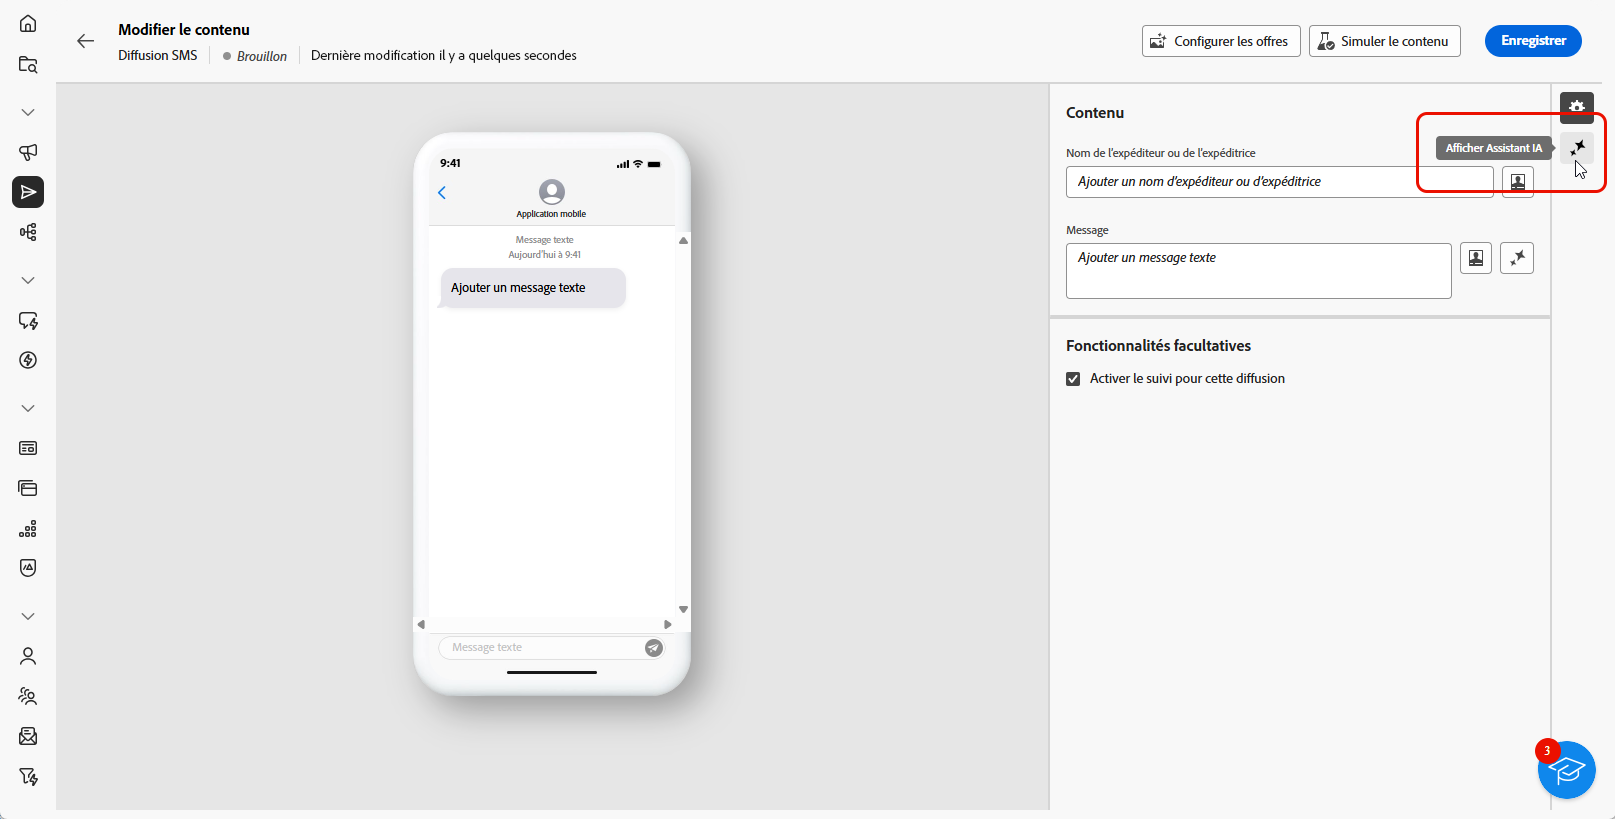 Modifier le contenu
Diffusion SMS
Brouillon
Dernière modification il y a quelques secondes
Configurer les offres
Simuler le contenu
Enregistrer
9:41
Application mobile
Message texte
Aujourd'hui à 9:41
Ajouter un message texte
Message texte
Contenu
Afficher Assistant IA
Nom de l'expéditeur ou de l'expéditrice
Ajouter un nom d'expéditeur ou d'expéditrice
Message
Ajouter un message texte
Fonctionnalités facultatives
Activer le suivi pour cette diffusion
3